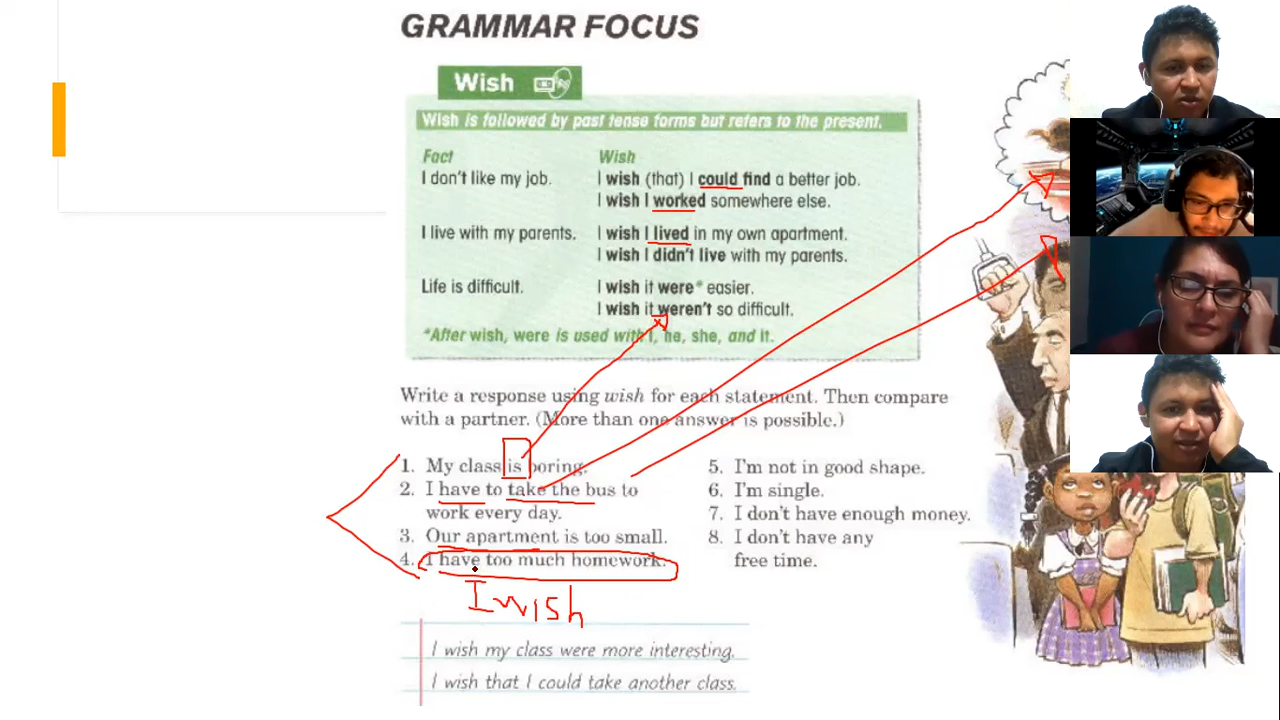 GRAMMAR FOCUS
Wish
Wish is followed by past tense forms but refers to the present.
Fact Wish
I don't like my job. I wish (that) I could find a better job.
I wish I worked somewhere else.
I live with my parents. I wish I lived in my own apartment.
I wish I didn't live with my parents.
Life is difficult. I wish it were* easier.
I wish it weren't so difficult.
*After wish, were is used with I, he, she, and it.
Write a response using wish for each statement. Then compare
with a partner. (More than one answer is possible.)
1. My class is boring.
2. I have to take the bus to
work every day.
3. Our apartment is too small.
4. I have too much homework.
5. I'm not in good shape.
6. I'm single.
7. I don't have enough money.
8. I don't have any
free time.
I wish
I wish my class were more interesting.
I wish that I could take another class.